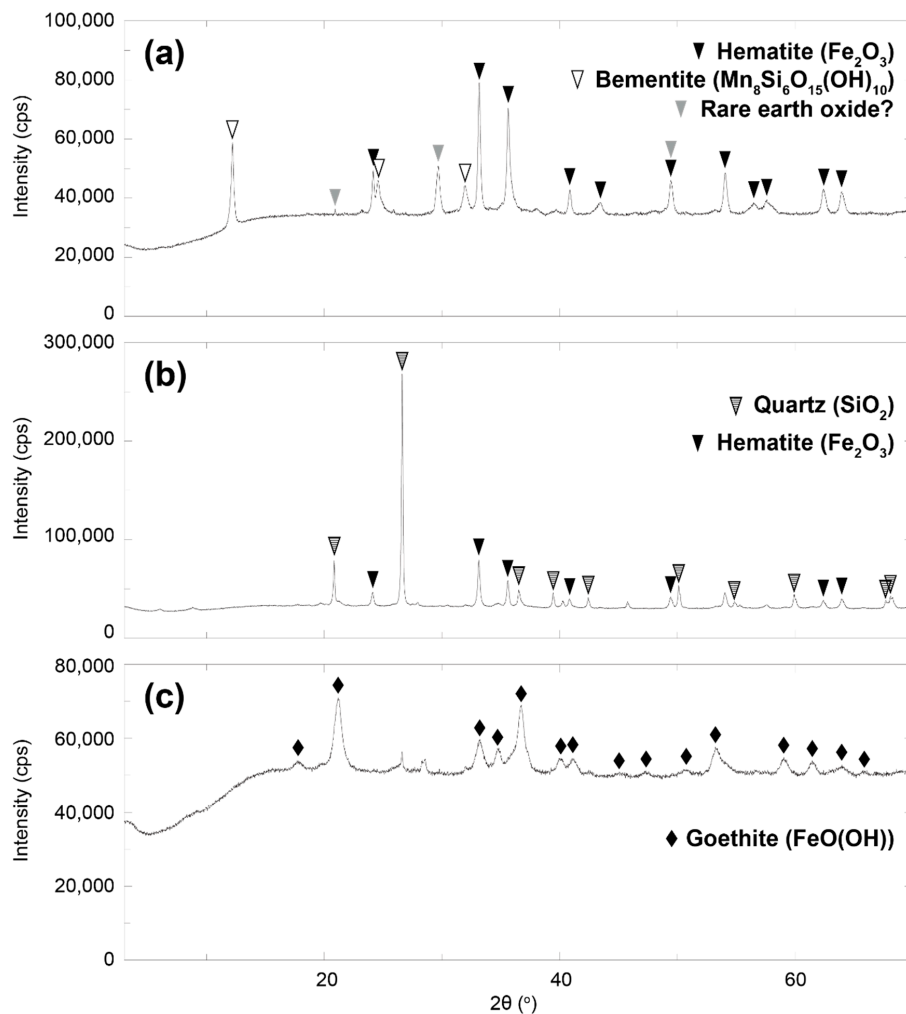 100,000
(a)
Hematite (Fe₂O₃)
80,000
Bementite (Mn₈Si₆O₁₅(OH)₁₀)
Rare earth oxide?
60,000
Intensity (cps)
40,000
20,000
0
300,000
(b)
Quartz (SiO₂)
Hematite (Fe₂O₃)
200,000
Intensity (cps)
100,000
0
80,000
(c)
60,000
Intensity (cps)
40,000
Goethite (FeO(OH))
20,000
0
20 40 60
2θ (°)